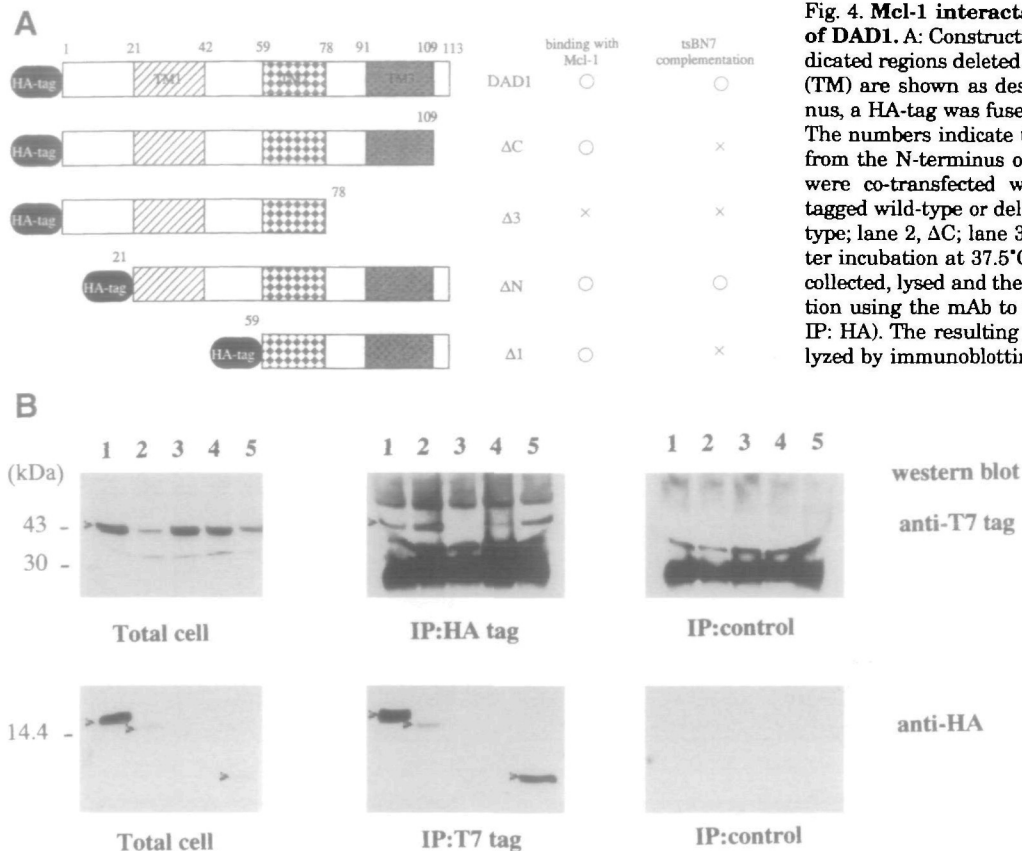 A
1 21 42 59 78 91 109 113
binding with Mcl-1
tsBN7 complementation
HA-tag TM1 TM3 DAD1 ○ ○
109
HA-tag ΔC ○ ×
78
HA-tag Δ3 × ×
21
HA-tag ΔN ○ ○
59
HA-tag Δ1 ○ ×
Fig. 4. Mcl-1 interacts
of DAD1. A: Construct
dicated regions deleted
(TM) are shown as des
nus, a HA-tag was fuse
The numbers indicate
from the N-terminus o
were co-transfected w
tagged wild-type or del
type; lane 2, ΔC; lane 3
ter incubation at 37.5°C
collected, lysed and the
tion using the mAb to
IP: HA). The resulting
lyzed by immunoblottin
B
1 2 3 4 5
1 2 3 4 5
1 2 3 4 5
(kDa)
43 -
30 -
western blot
anti-T7 tag
Total cell
IP:HA tag
IP:control
14.4 -
anti-HA
Total cell
IP:T7 tag
IP:control